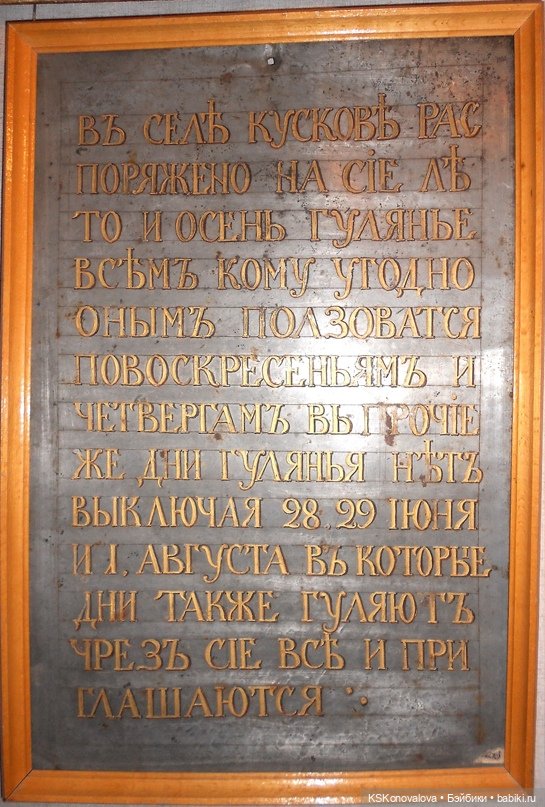 ВЪ СЕЛѢ КУСКОВѢ РАС
ПОРЯЖЕНО НА СІЕ ЛѢ
ТО И ОСЕНЬ ГУЛЯНЬЕ
ВСѢМЪ КОМУ УГОДНО
ОНЫМЪ ПОЛЗОВАТСЯ
ПОВОСКРЕСЕНЬЯМЪ И
ЧЕТВЕРГАМЪ ВЬ ПРОЧІЕ
ЖЕ ДНИ ГУЛЯНЬЯ НѢТЪ
ВЫКЛЮЧАЯ 28. 29 ІЮНЯ
И 1, АВГУСТА ВЪ КОТОРЫЕ
ДНИ ТАКЖЕ ГУЛЯЮТЪ
ЧРЕЗЪ СІЕ ВСѢ И ПРИ
ГЛАШАЮТСЯ
KSKonovalova • Бэйбики • babiki.ru